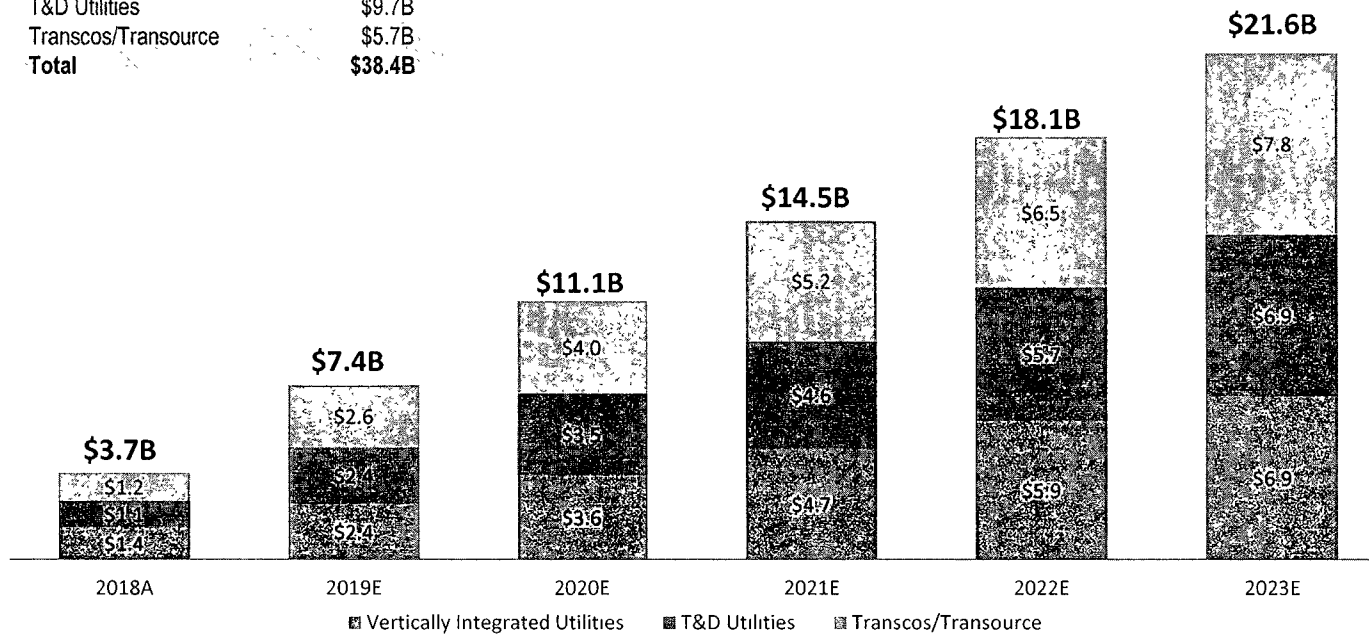 T&D Utilities $9.7B
Transcos/Transource $5.7B
Total $38.4B
$21.6B
$18.1B
$7.8
$14.5B
$6.5
$11.1B
$5.2
$6.9
$4.0
$5.7
$7.4B
$4.6
$2.6
$3.5
$3.7B
$2.4
$1.2
$6.9
$5.9
$4.7
$3.6
$2.4
$1.1
$1.4
2018A 2019E 2020E 2021E 2022E 2023E
Vertically Integrated Utilities T&D Utilities Transcos/Transource